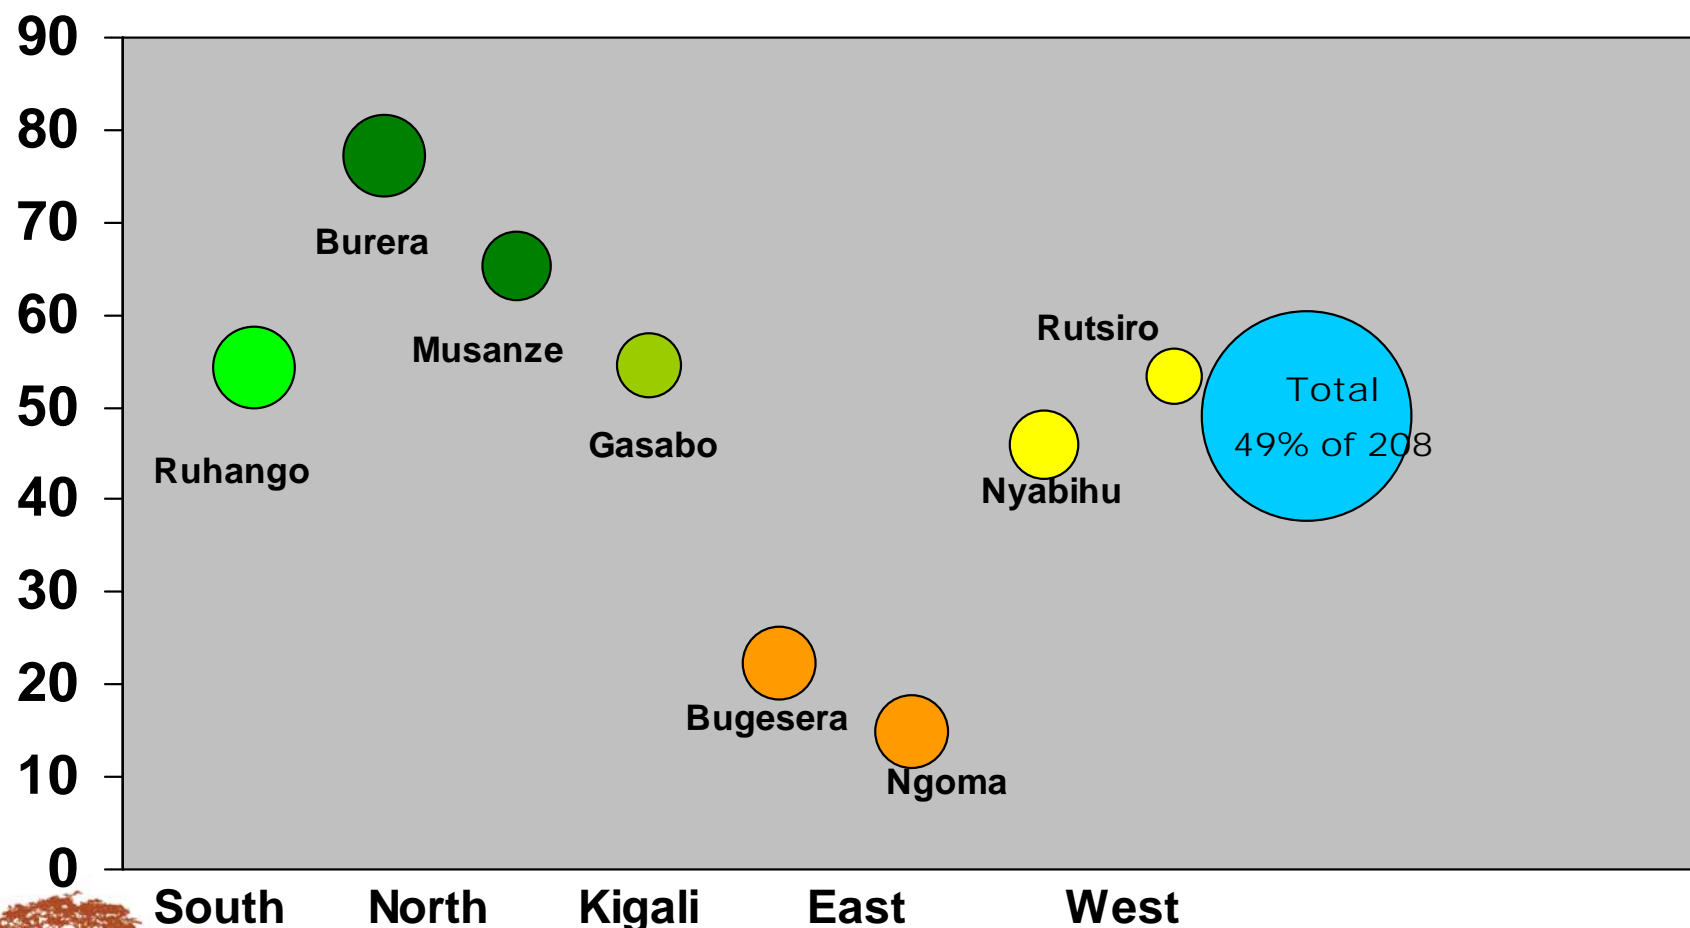 90
80
70
60
50
40
30
20
10
0
Burera
Musanze
Ruhango
Gasabo
Rutsiro
Nyabihu
Total
49% of 208
Bugesera
Ngoma
South North Kigali East West